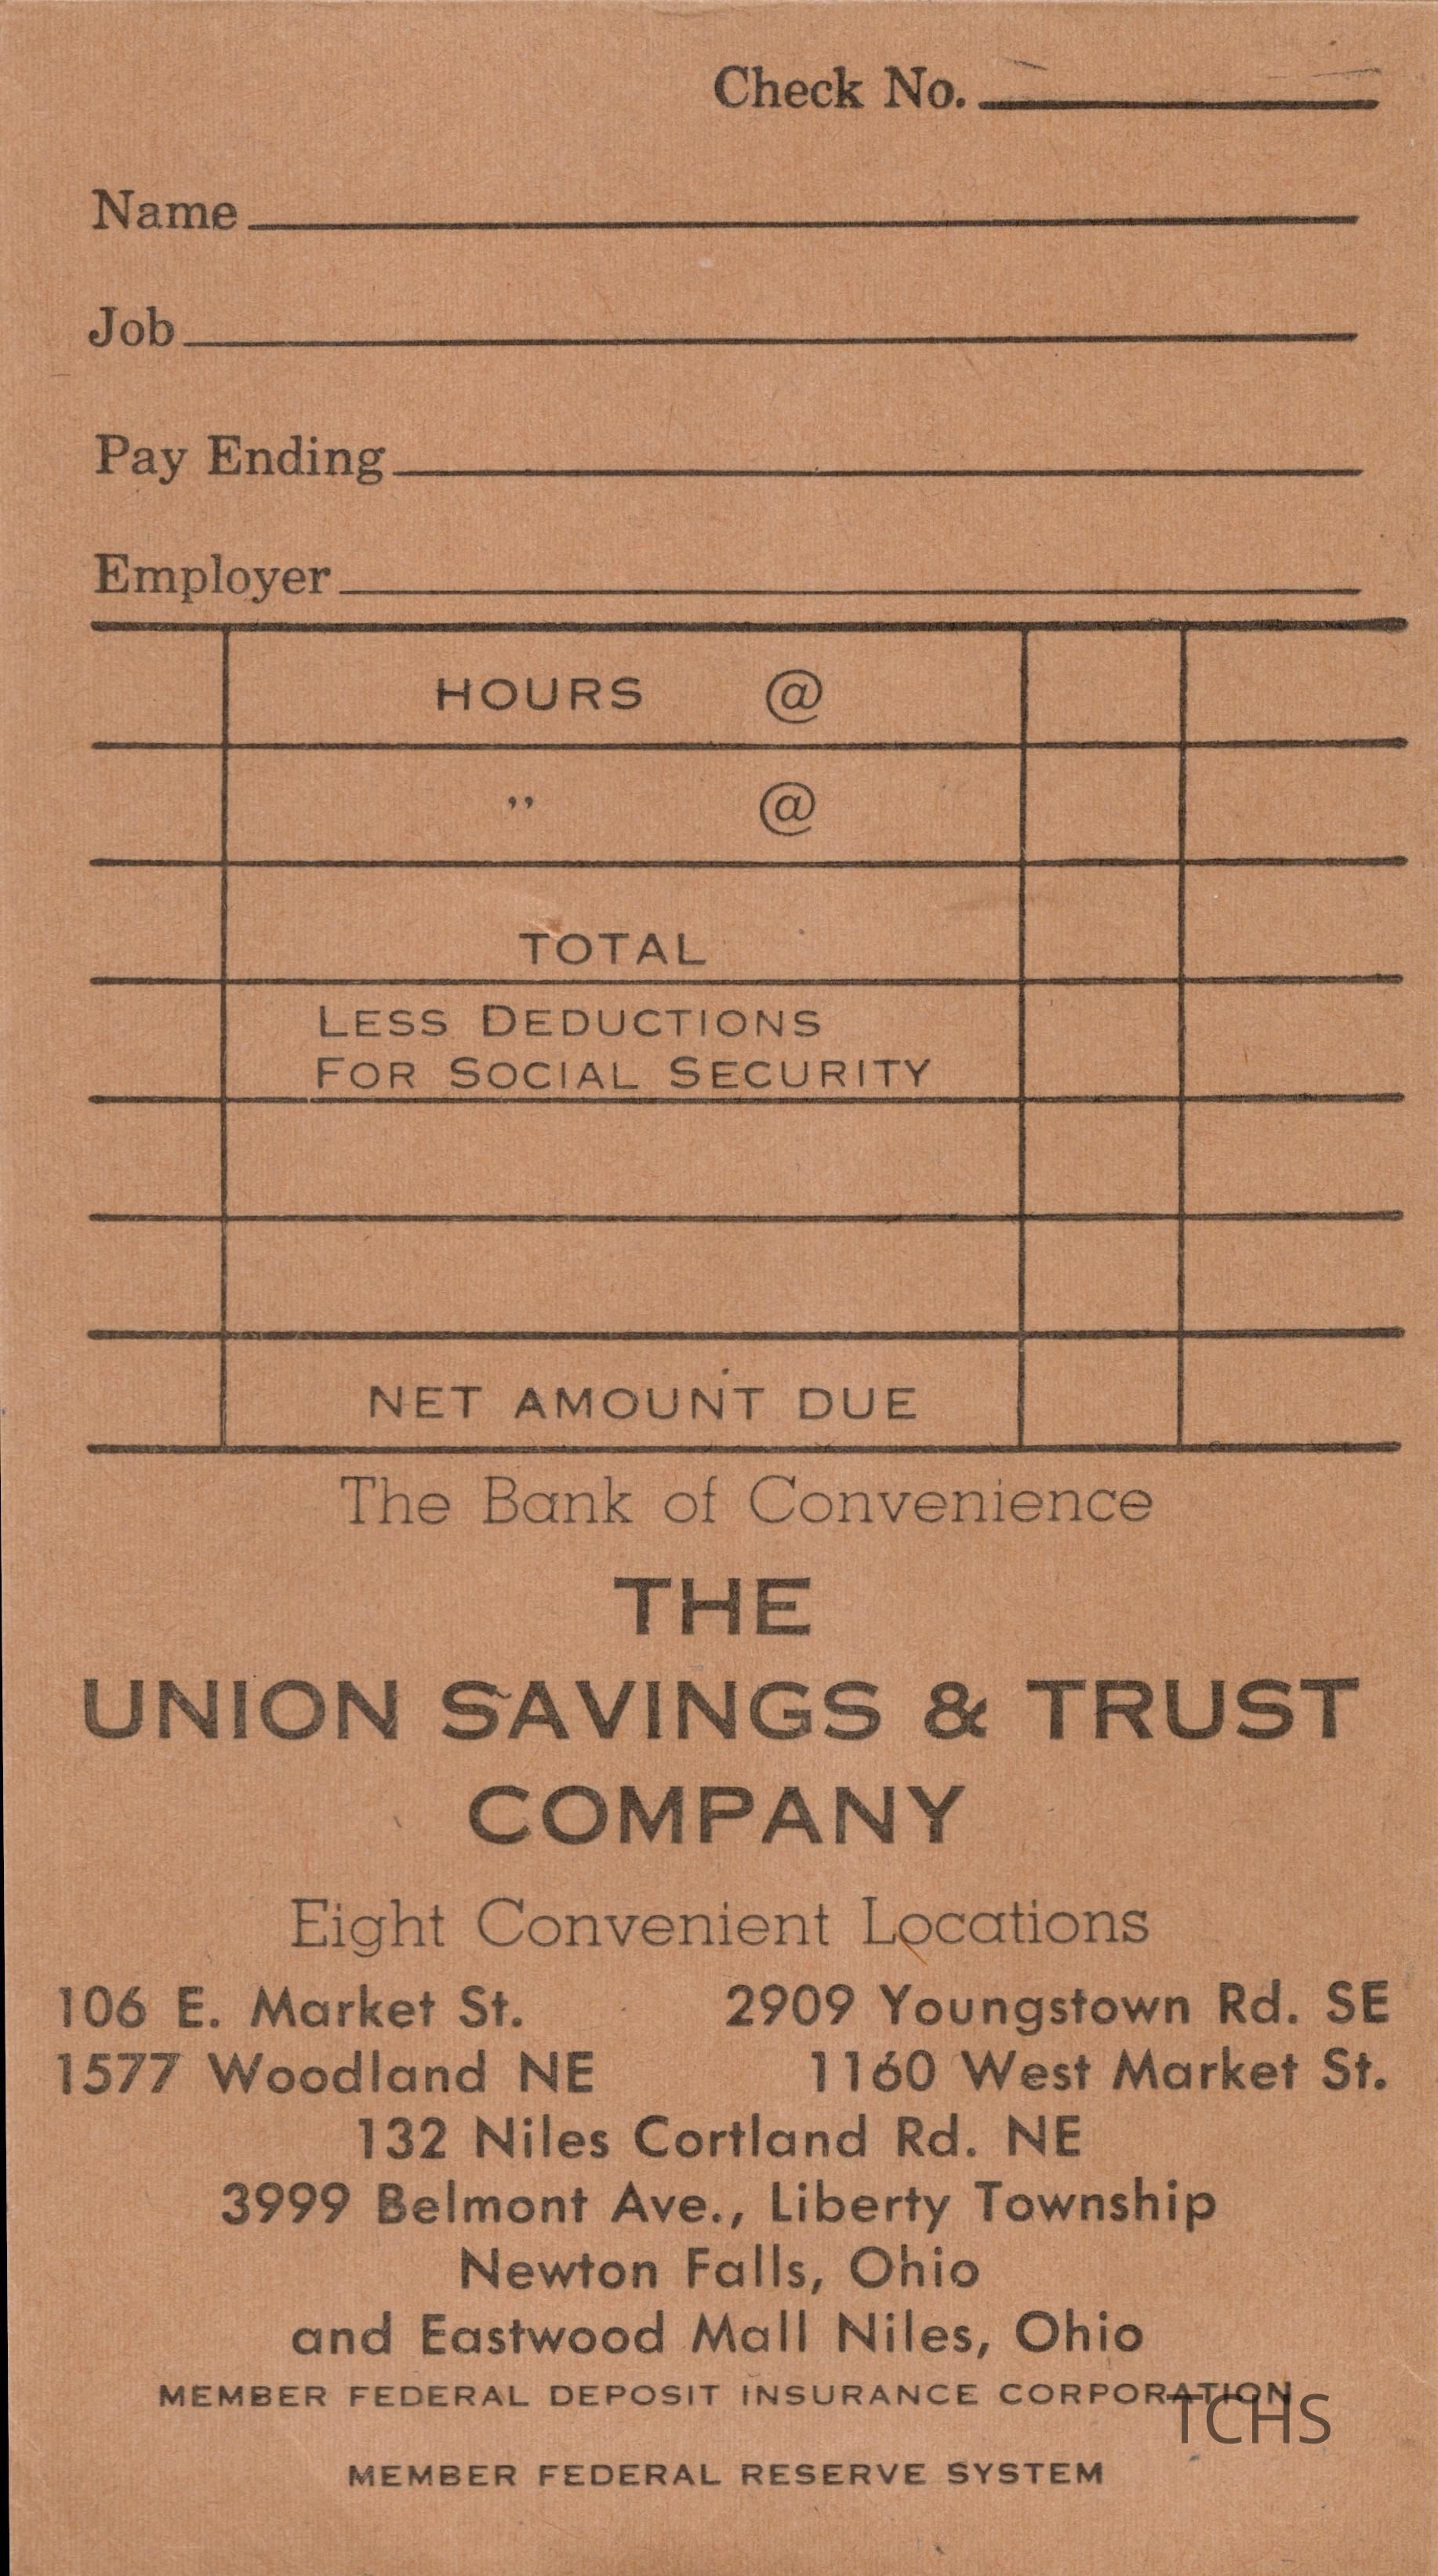 Check No.
Name
Job
Pay Ending
Employer
HOURS @
" @
TOTAL
LESS DEDUCTIONS
FOR SOCIAL SECURITY
NET AMOUNT DUE
The Bank of Convenience
THE
UNION SAVINGS & TRUST
COMPANY
Eight Convenient Locations
106 E. Market St. 2909 Youngstown Rd. SE
1577 Woodland NE 1160 West Market St.
132 Niles Cortland Rd. NE
3999 Belmont Ave., Liberty Township
Newton Falls, Ohio
and Eastwood Mall Niles, Ohio
MEMBER FEDERAL DEPOSIT INSURANCE CORPORATION
TCHS
MEMBER FEDERAL RESERVE SYSTEM